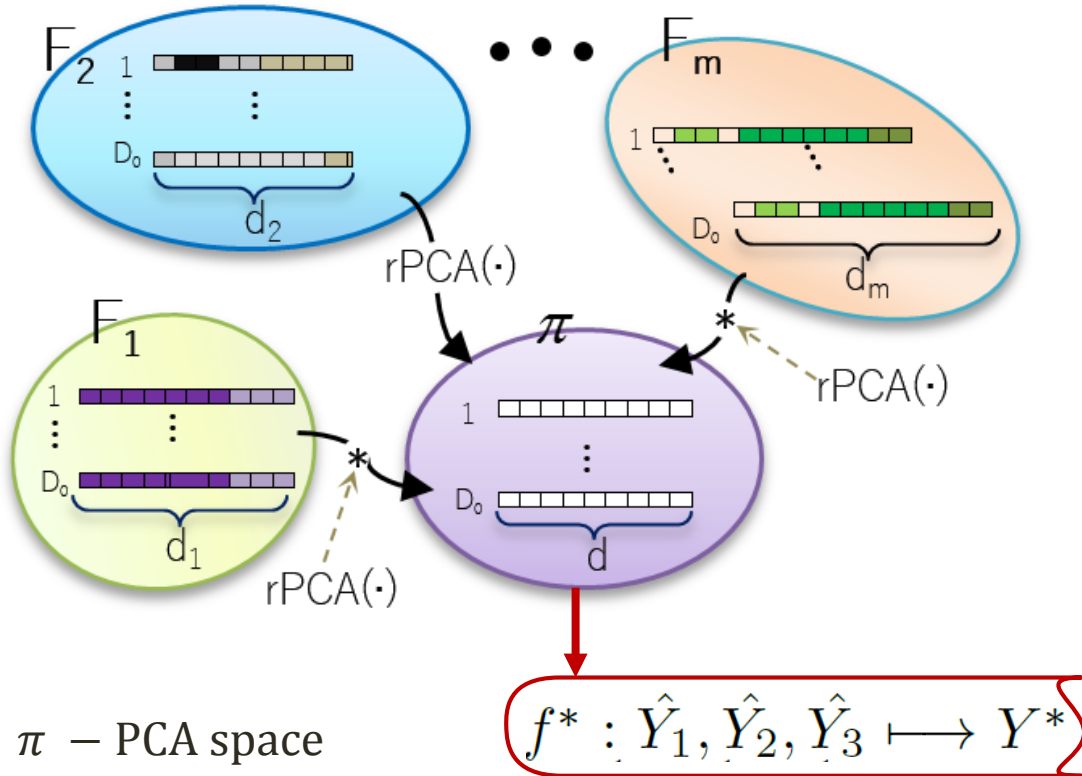 F₂
1
⋮ ⋮
D₀
d₂
rPCA(·)
• • •
Fₘ
1
D₀
dₘ
rPCA(·)
*
F₁
1
⋮ ⋮
D₀
d₁
*
rPCA(·)
π
1
⋮
D₀
d
f* : Ŷ₁, Ŷ₂, Ŷ₃ ⟼ Y*
π – PCA space